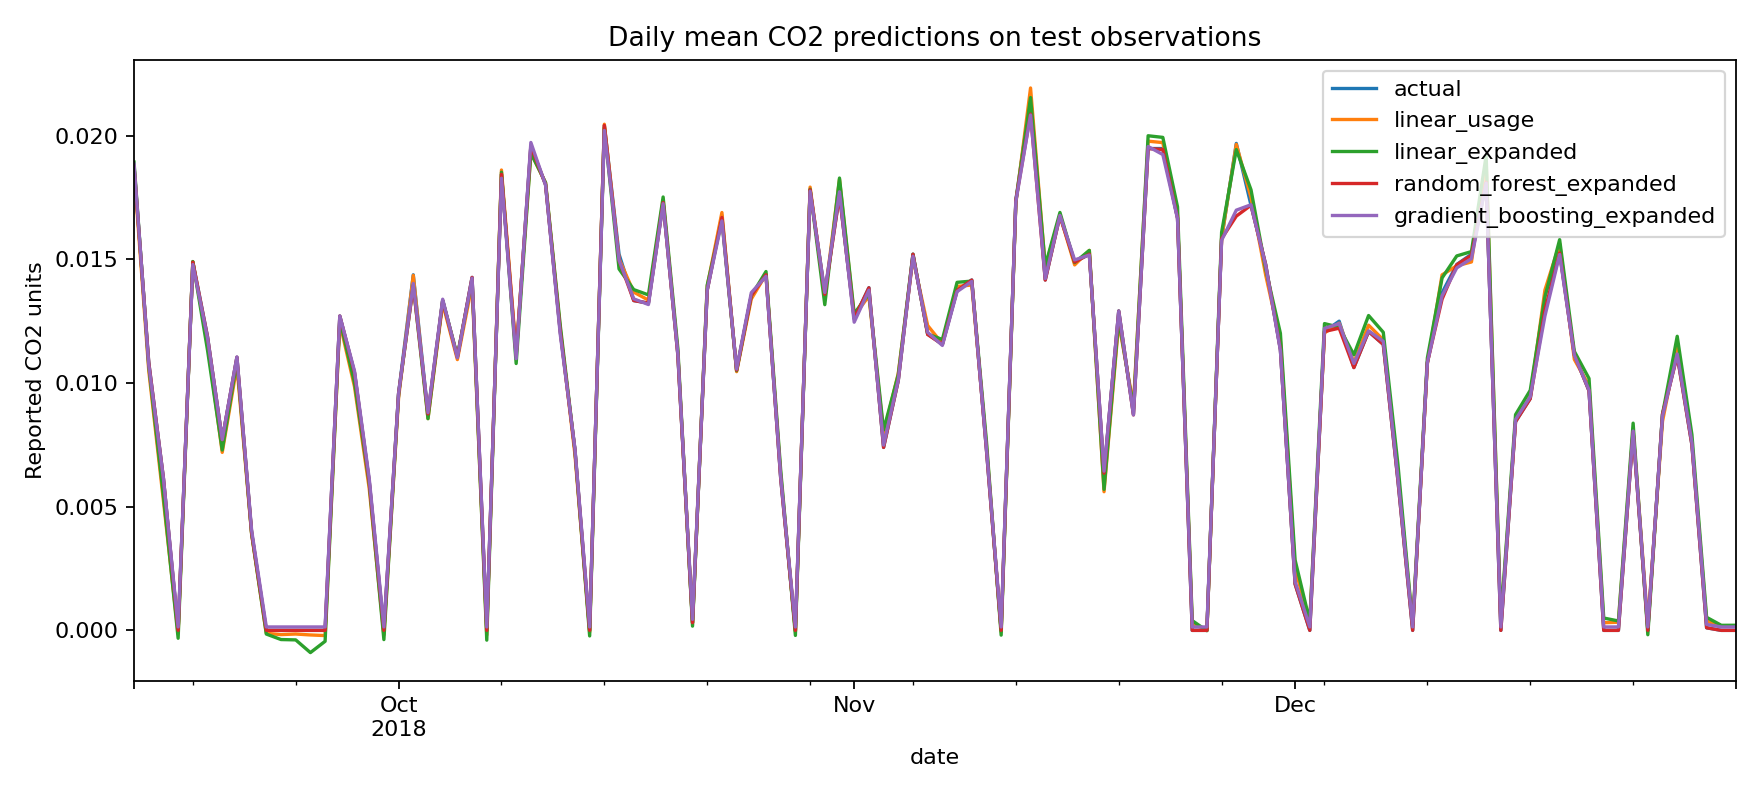 Daily mean CO2 predictions on test observations
actual
linear_usage
linear_expanded
random_forest_expanded
gradient_boosting_expanded
Reported CO2 units
0.020
0.015
0.010
0.005
0.000
Oct
2018
Nov
Dec
date